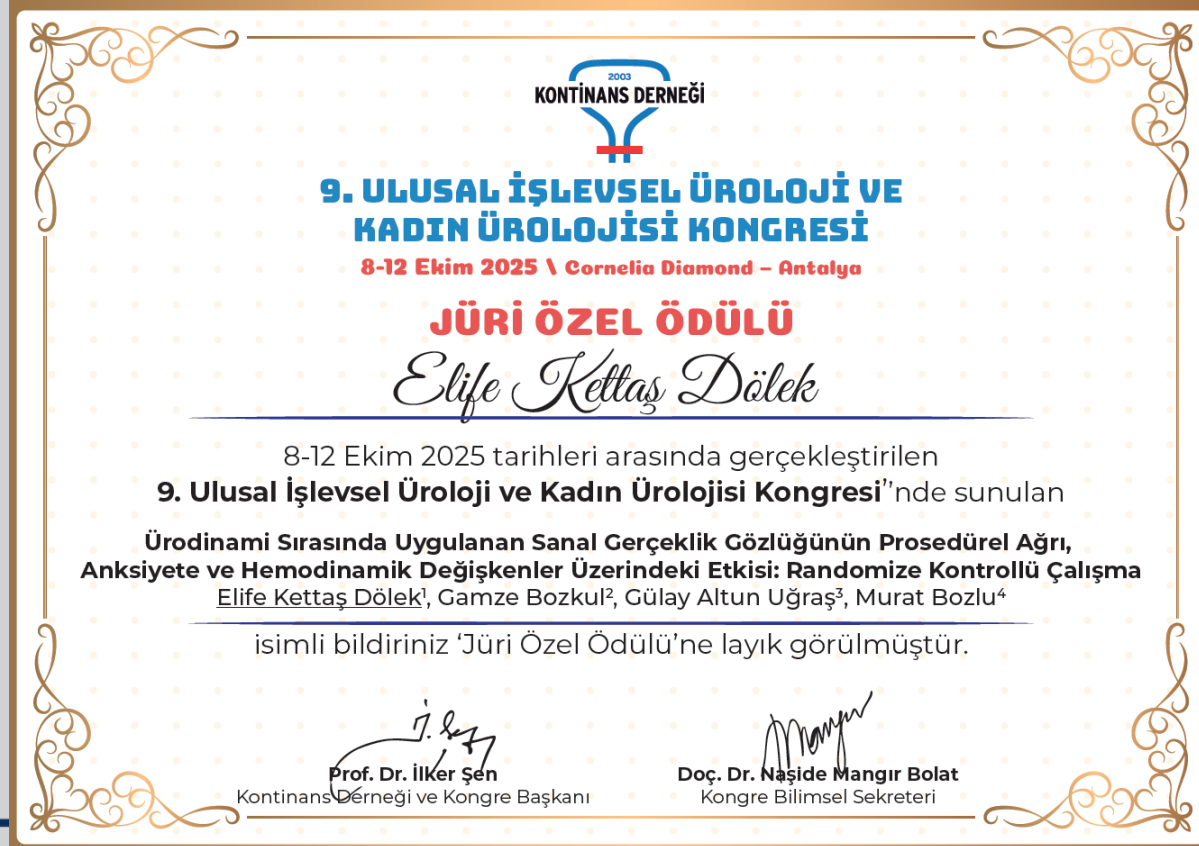 2003
KONTİNANS DERNEĞİ
9. ULUSAL İŞLEVSEL ÜROLOJİ VE
KADIN ÜROLOJİSİ KONGRESİ
8-12 Ekim 2025 \ Cornelia Diamond – Antalya
JÜRİ ÖZEL ÖDÜLÜ
Elife Kettaş Dölek
8-12 Ekim 2025 tarihleri arasında gerçekleştirilen
9. Ulusal İşlevsel Üroloji ve Kadın Ürolojisi Kongresi’’nde sunulan
Ürodinami Sırasında Uygulanan Sanal Gerçeklik Gözlüğünün Prosedürel Ağrı,
Anksiyete ve Hemodinamik Değişkenler Üzerindeki Etkisi: Randomize Kontrollü Çalışma
Elife Kettaş Dölek¹, Gamze Bozkul², Gülay Altun Uğraş³, Murat Bozlu⁴
isimli bildiriniz ‘Jüri Özel Ödülü’ne layık görülmüştür.
Prof. Dr. İlker Şen
Kontinans Derneği ve Kongre Başkanı
Doç. Dr. Naşide Mangır Bolat
Kongre Bilimsel Sekreteri